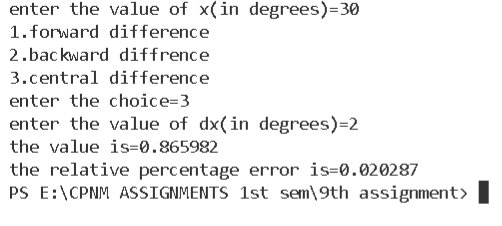 enter the value of x(in degrees)=30
1.forward difference
2.backward diffrence
3.central difference
enter the choice=3
enter the value of dx(in degrees)=2
the value is=0.865982
the relative percentage error is=0.020287
PS E:\CPNM ASSIGNMENTS 1st sem\9th assignment>